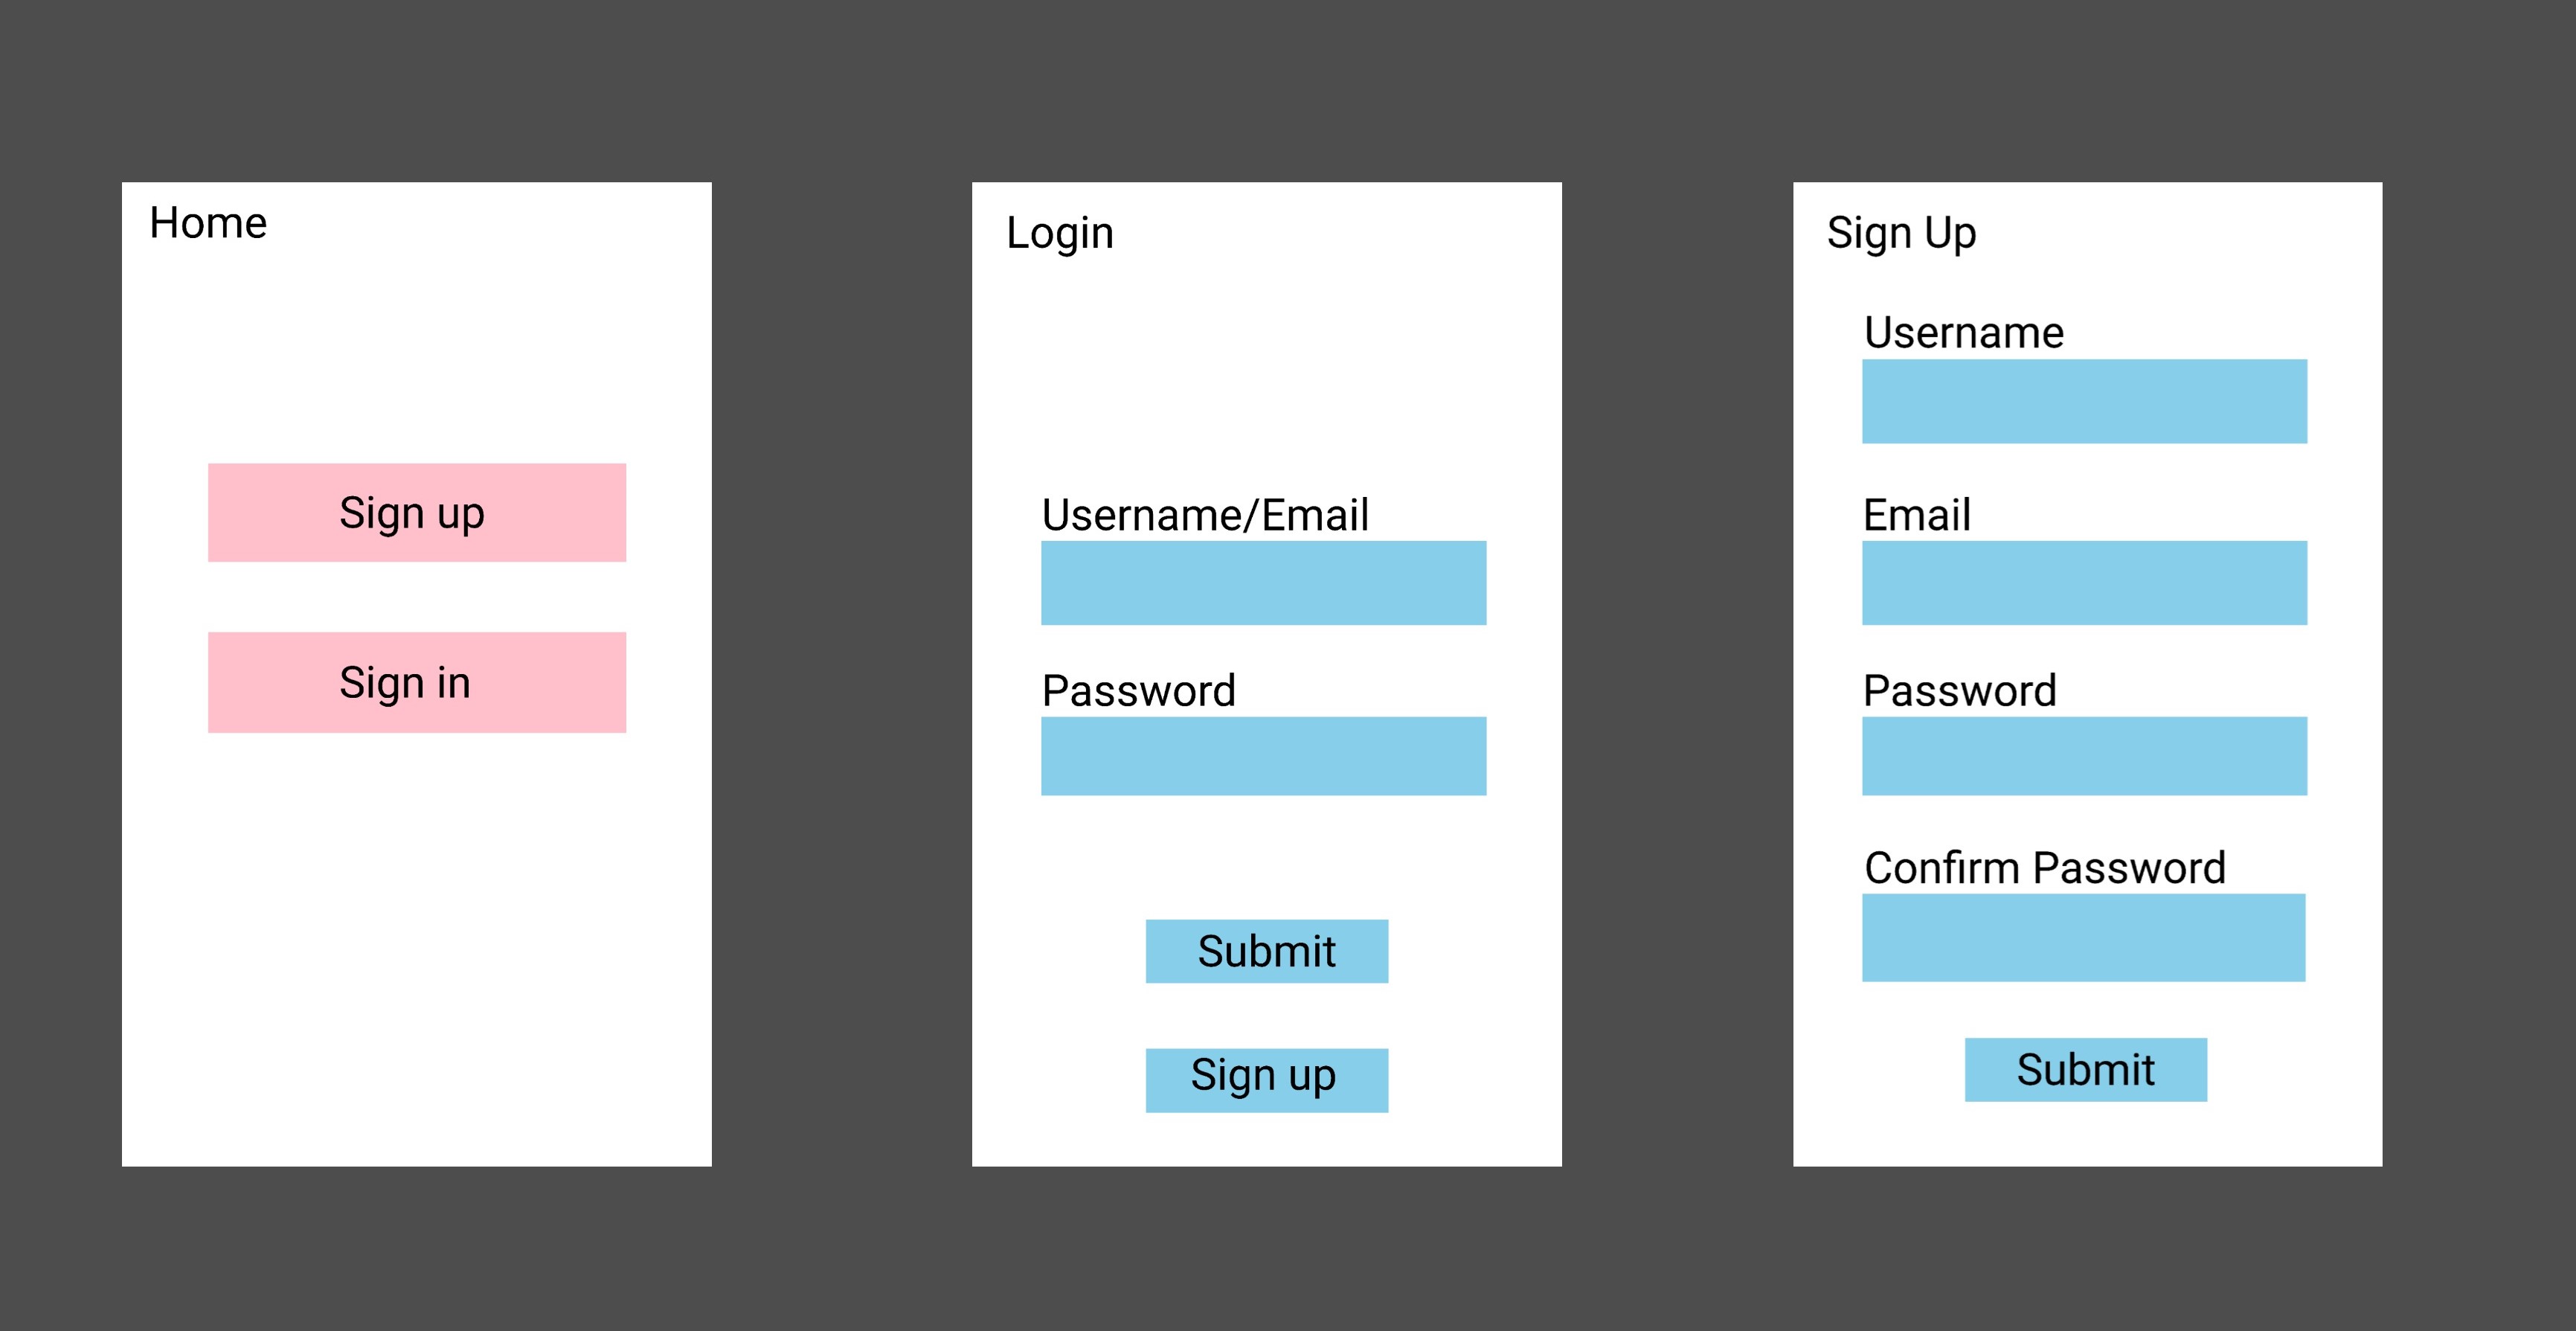 Home
Sign up
Sign in
Login
Username/Email
Password
Submit
Sign up
Sign Up
Username
Email
Password
Confirm Password
Submit